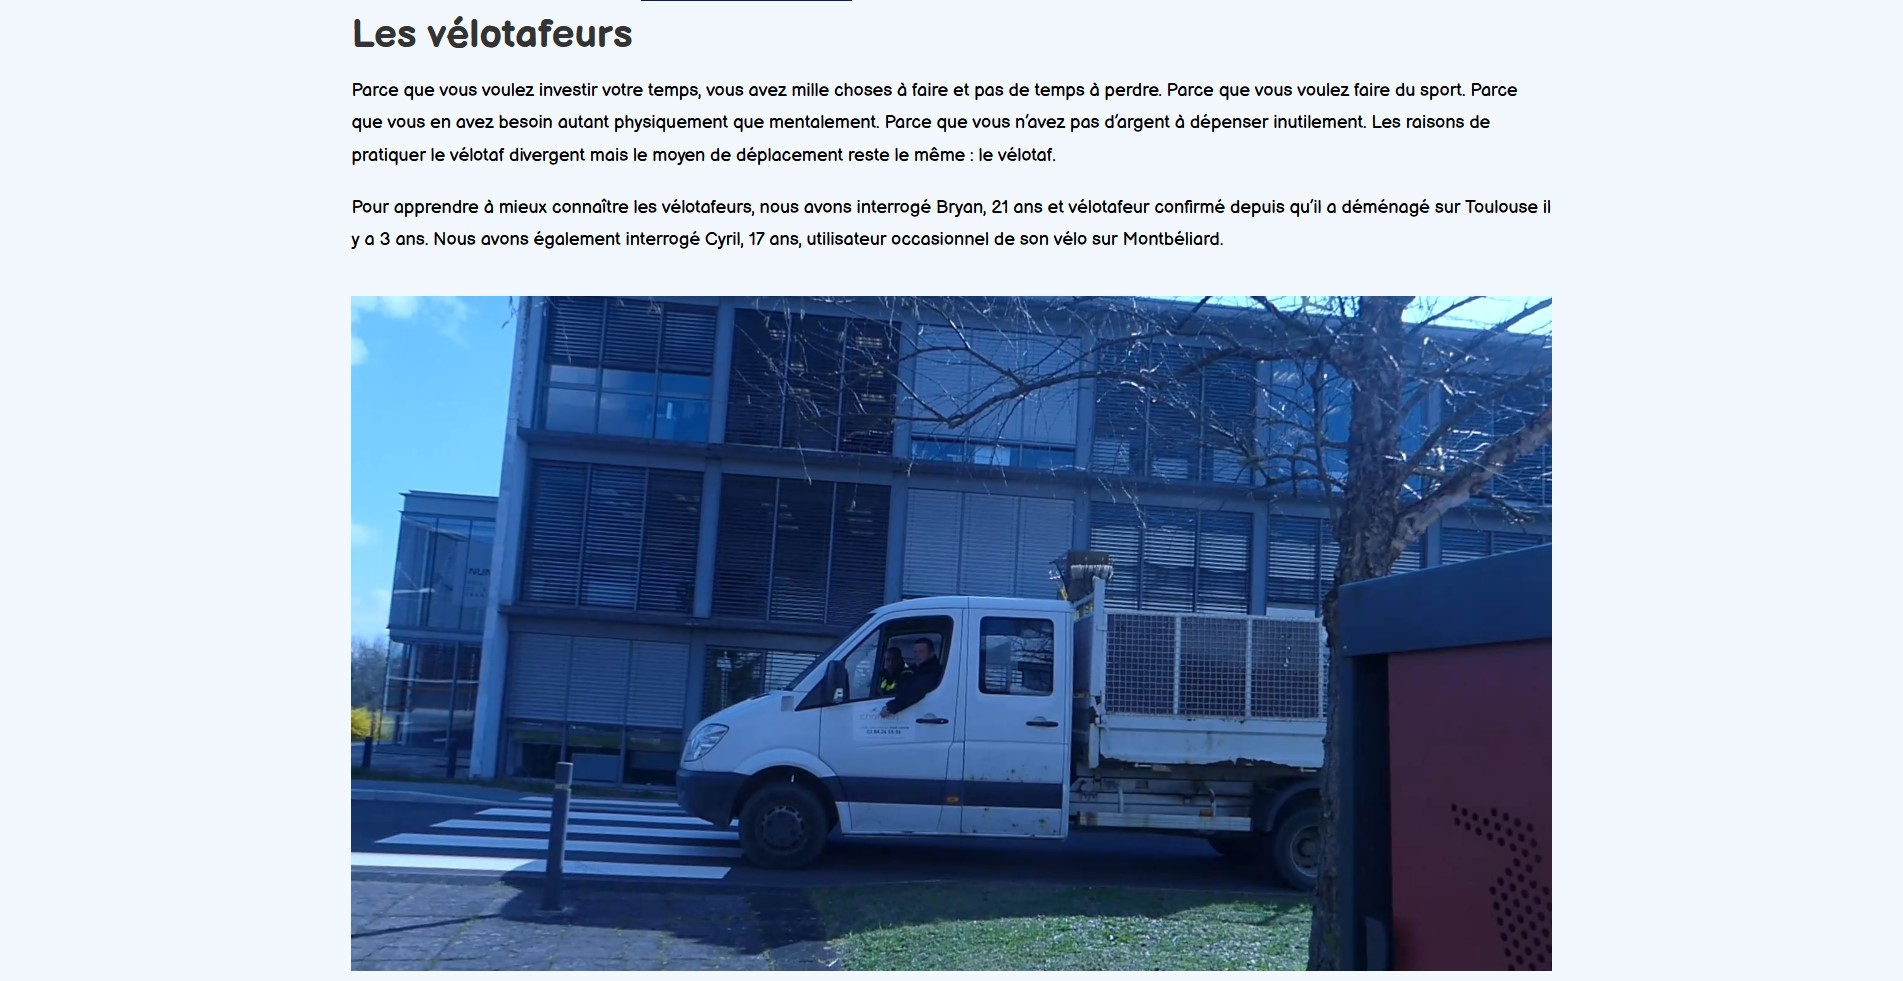 Les vélotafeurs
Parce que vous voulez investir votre temps, vous avez mille choses à faire et pas de temps à perdre. Parce que vous voulez faire du sport. Parce
que vous en avez besoin autant physiquement que mentalement. Parce que vous n'avez pas d'argent à dépenser inutilement. Les raisons de
pratiquer le vélotaf divergent mais le moyen de déplacement reste le même : le vélotaf.
Pour apprendre à mieux connaître les vélotafeurs, nous avons interrogé Bryan, 21 ans et vélotafeur confirmé depuis qu'il a déménagé sur Toulouse il
y a 3 ans. Nous avons également interrogé Cyril, 17 ans, utilisateur occasionnel de son vélo sur Montbéliard.
NUM